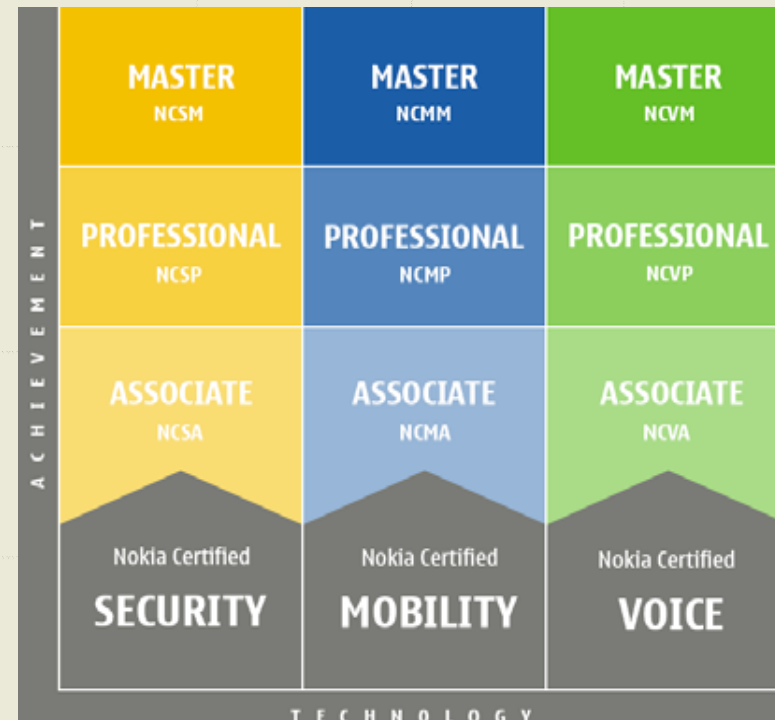 MASTER
NCSM
MASTER
NCMM
MASTER
NCVM
PROFESSIONAL
NCSP
PROFESSIONAL
NCMP
PROFESSIONAL
NCVP
ASSOCIATE
NCSA
ASSOCIATE
NCMA
ASSOCIATE
NCVA
Nokia Certified
SECURITY
Nokia Certified
MOBILITY
Nokia Certified
VOICE
ACHIEVEMENT
TECHNOLOGY